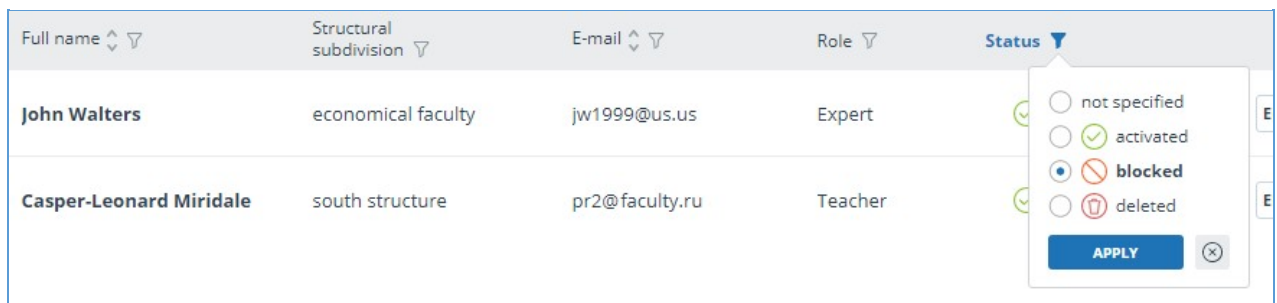 Full name
Structural
subdivision
E-mail
Role
Status
not specified
John Walters
economical faculty
jw1999@us.us
Expert
E
activated
blocked
Casper-Leonard Miridale
south structure
pr2@faculty.ru
Teacher
E
deleted
APPLY